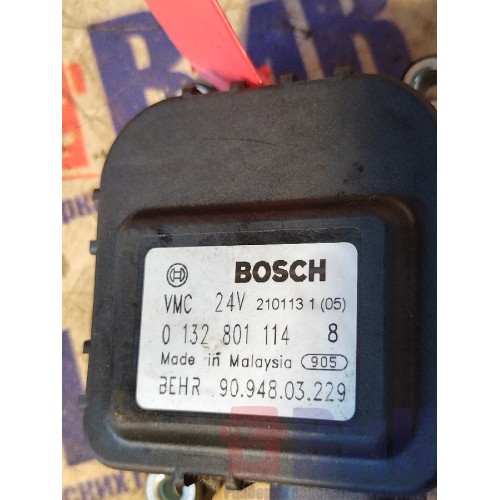 BOSCH
VMC 24V 210113 1 (05)
0 132 801 114 8
Made in Malaysia 905
BEHR 90.948.03.229